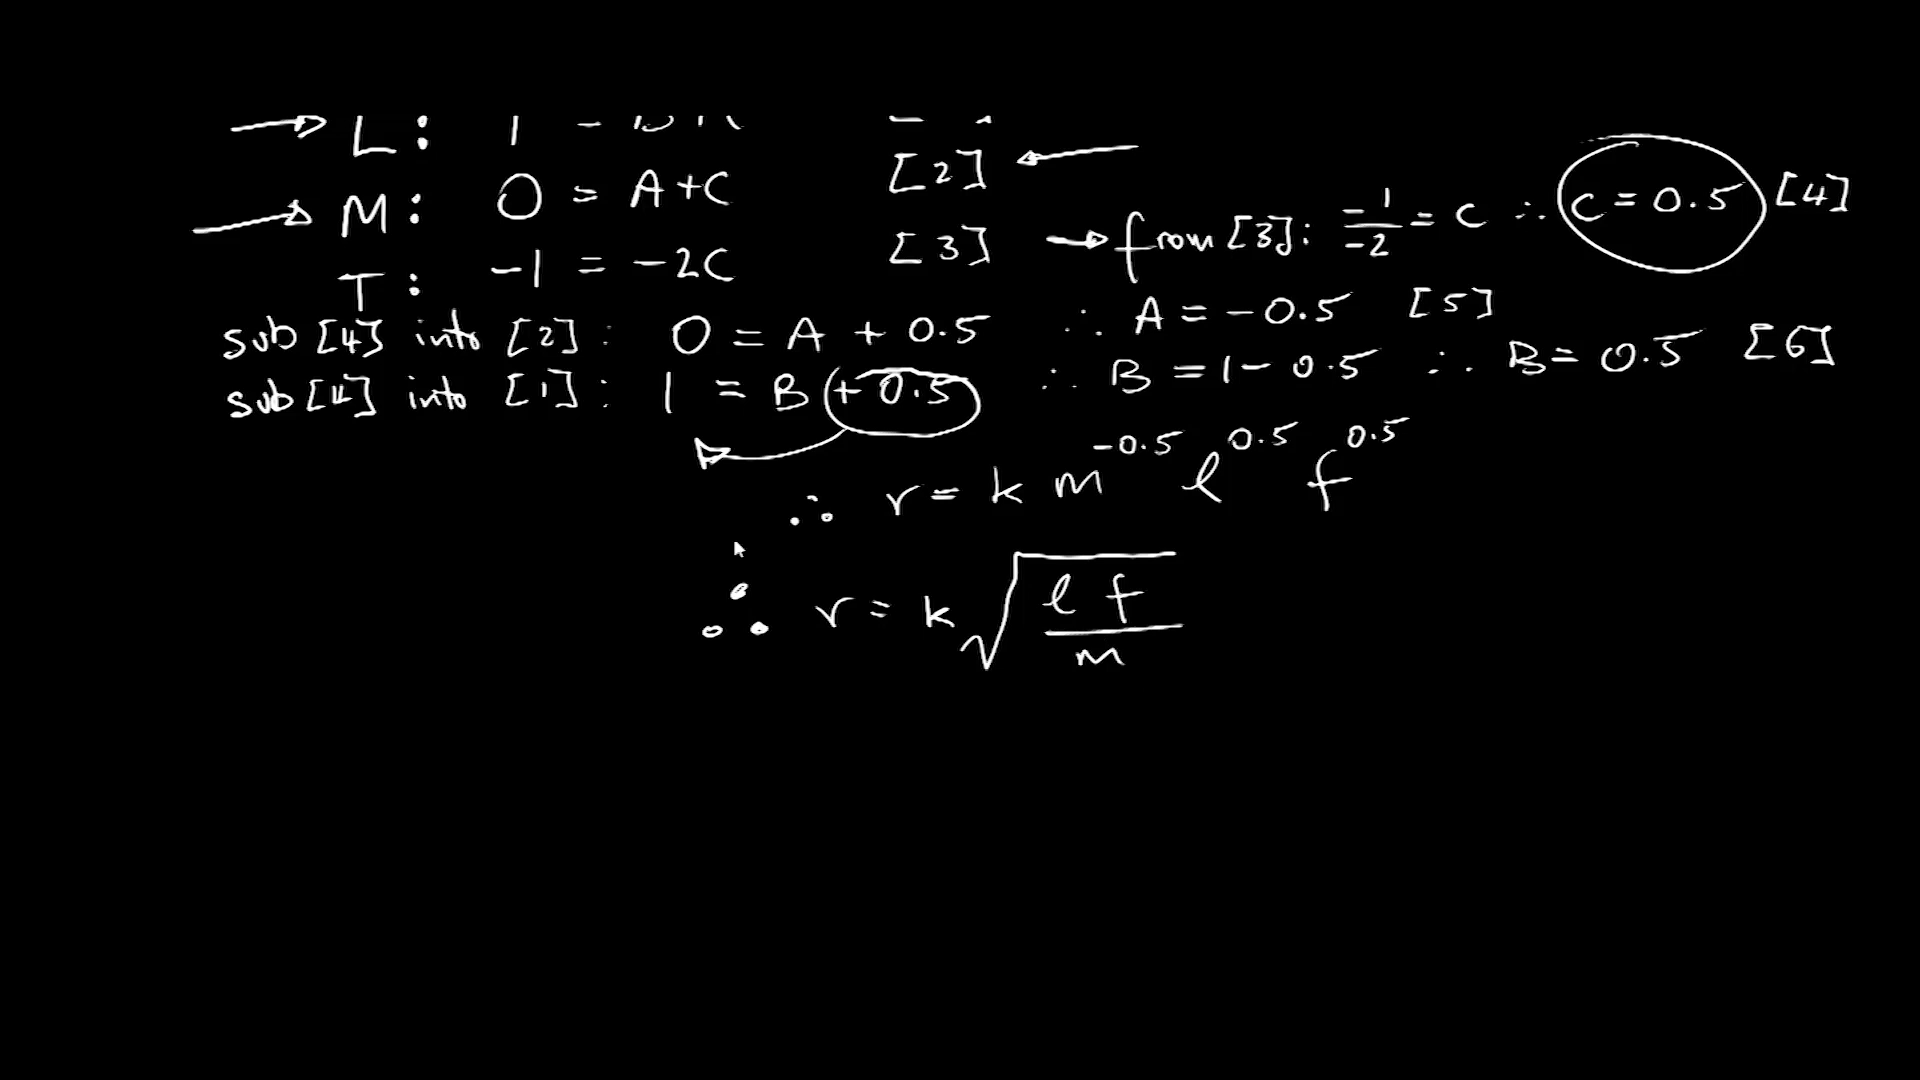 L: 1
M: 0 = A+C [2]
T: -1 = -2C [3] from [3]: -1/-2 = C ∴ C = 0.5 [4]
sub [4] into [2]: 0 = A + 0.5 ∴ A = -0.5 [5]
sub [4] into [1]: 1 = B + 0.5 ∴ B = 1 - 0.5 ∴ B = 0.5 [6]
∴ r = k m^-0.5 l^0.5 f^0.5
∴ r = k √(l f / m)